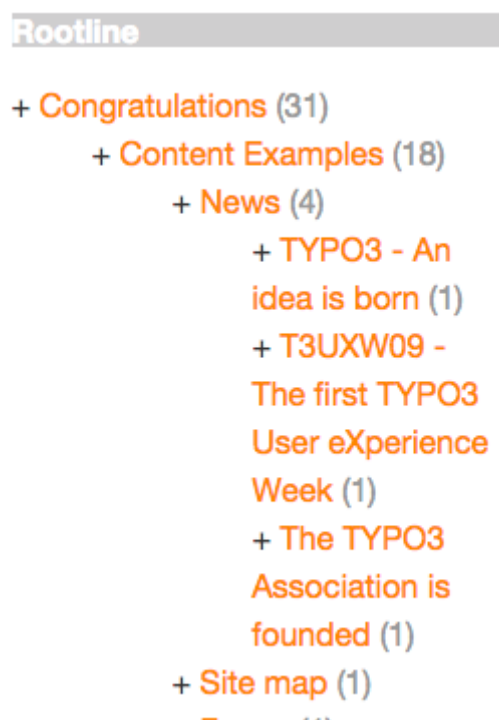 Rootline
+ Congratulations (31)
+ Content Examples (18)
+ News (4)
+ TYPO3 - An
idea is born (1)
+ T3UXW09 -
The first TYPO3
User eXperience
Week (1)
+ The TYPO3
Association is
founded (1)
+ Site map (1)